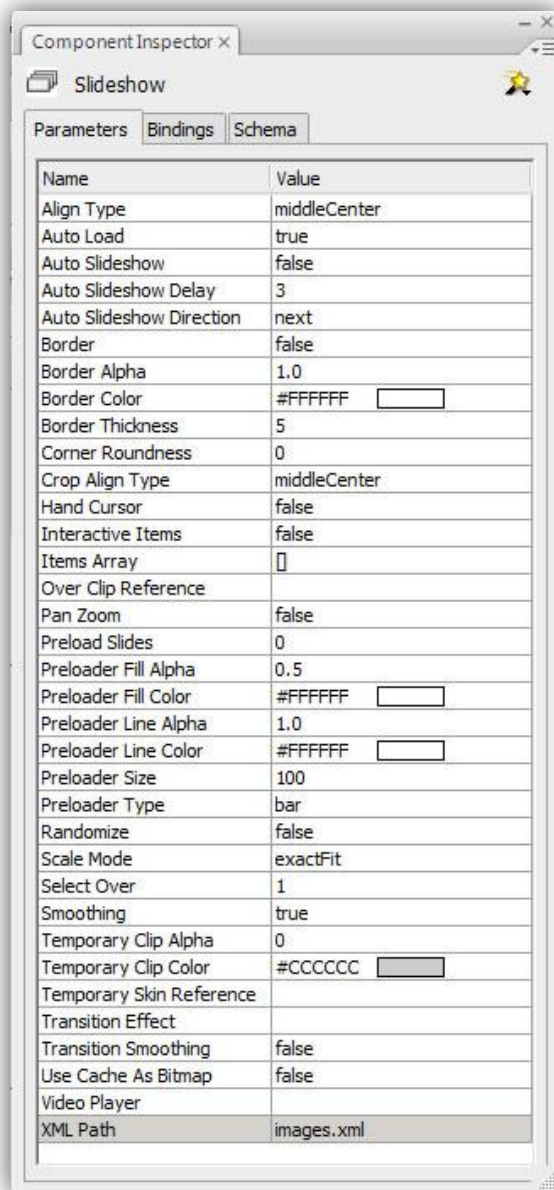 Component Inspector ×
Slideshow
Parameters Bindings Schema
Name Value
Align Type middleCenter
Auto Load true
Auto Slideshow false
Auto Slideshow Delay 3
Auto Slideshow Direction next
Border false
Border Alpha 1.0
Border Color #FFFFFF
Border Thickness 5
Corner Roundness 0
Crop Align Type middleCenter
Hand Cursor false
Interactive Items false
Items Array []
Over Clip Reference
Pan Zoom false
Preload Slides 0
Preloader Fill Alpha 0.5
Preloader Fill Color #FFFFFF
Preloader Line Alpha 1.0
Preloader Line Color #FFFFFF
Preloader Size 100
Preloader Type bar
Randomize false
Scale Mode exactFit
Select Over 1
Smoothing true
Temporary Clip Alpha 0
Temporary Clip Color #CCCCCC
Temporary Skin Reference
Transition Effect
Transition Smoothing false
Use Cache As Bitmap false
Video Player
XML Path images.xml